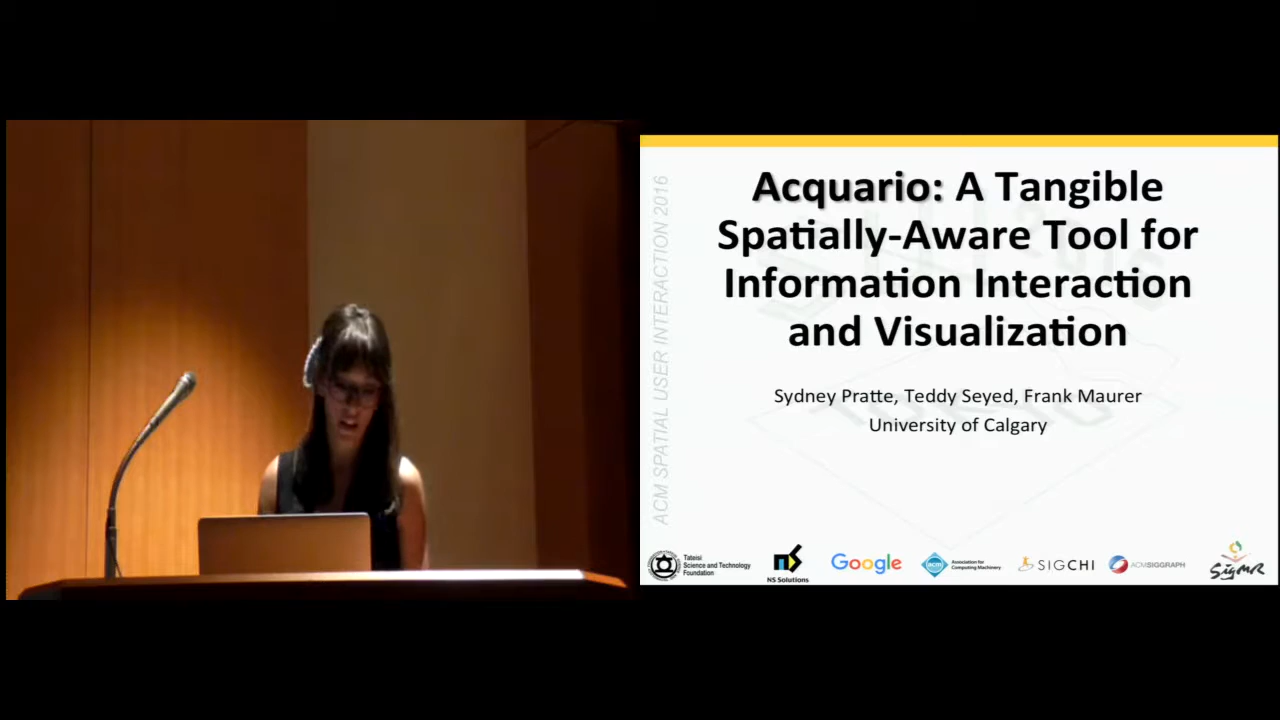 ACM SPATIAL USER INTERACTION 2016
Acquario: A Tangible
Spatially-Aware Tool for
Information Interaction
and Visualization
Sydney Pratte, Teddy Seyed, Frank Maurer
University of Calgary
Tateisi
Science and Technology
Foundation
NS Solutions
Google
acm
Association for
Computing Machinery
SIGCHI
ACMSIGGRAPH
SigMR